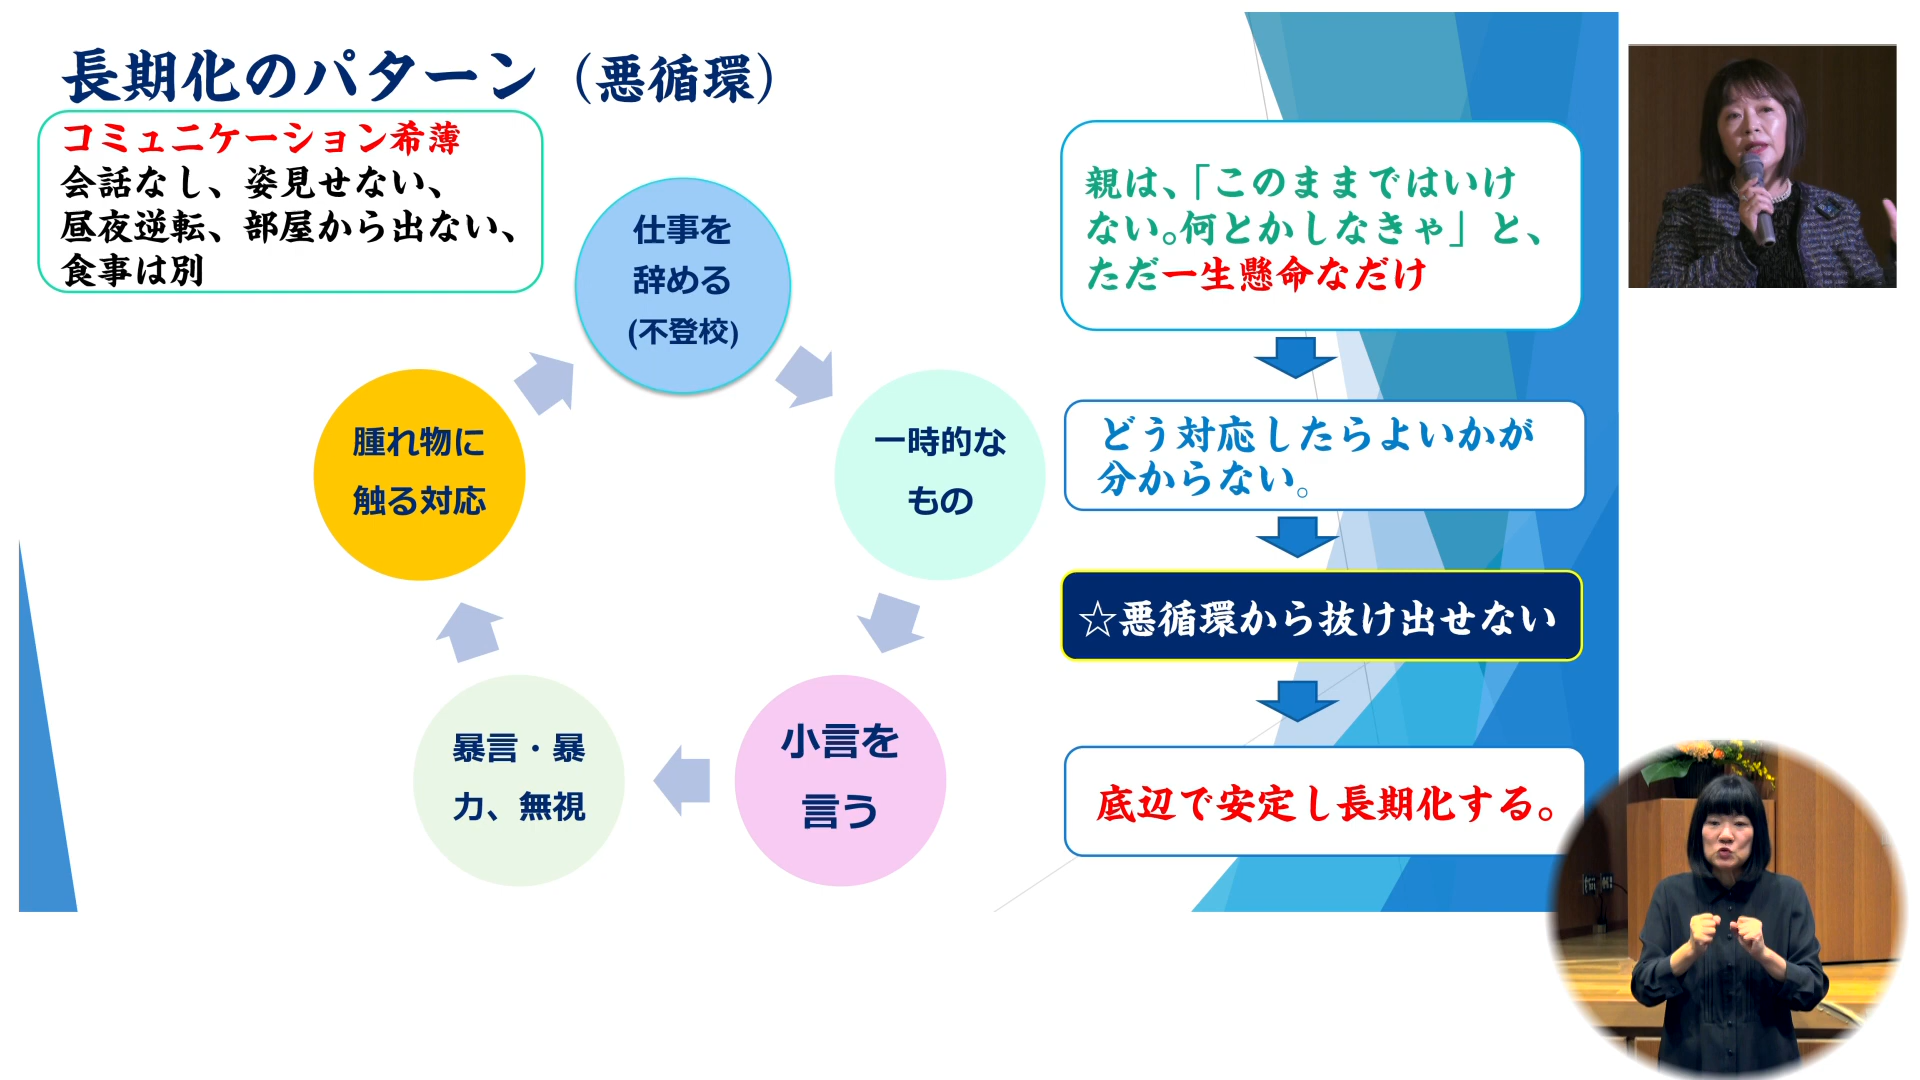 長期化のパターン（悪循環）
コミュニケーション希薄
会話なし、姿見せない、
昼夜逆転、部屋から出ない、
食事は別
仕事を
辞める
(不登校)
一時的な
もの
小言を
言う
暴言・暴
力、無視
腫れ物に
触る対応
親は、「このままではいけ
ない。何とかしなきゃ」と、
ただ一生懸命なだけ
どう対応したらよいかが
分からない。
☆悪循環から抜け出せない
底辺で安定し長期化する。